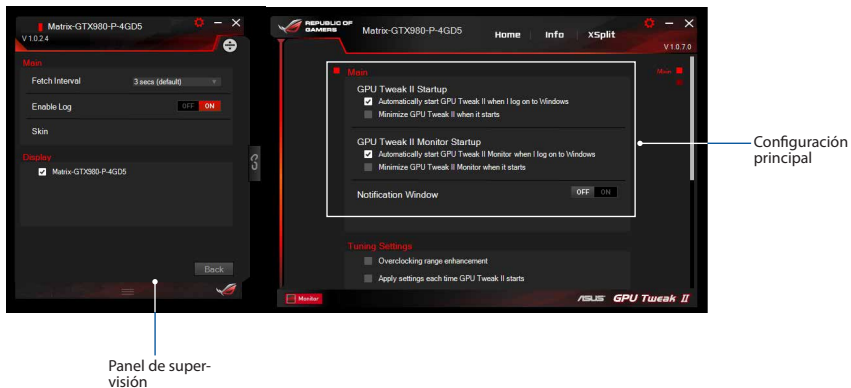 Matrix-GTX980-P-4GD5
V 1.0.2.4
Main
Fetch Interval 3 secs (default)
Enable Log OFF ON
Skin
Display
Matrix-GTX980-P-4GD5
Back
REPUBLIC OF
GAMERS
Matrix-GTX980-P-4GD5
Home Info XSplit
V 1.0.7.0
Main
Main
GPU Tweak II Startup
Automatically start GPU Tweak II when I log on to Windows
Minimize GPU Tweak II when it starts
GPU Tweak II Monitor Startup
Automatically start GPU Tweak II Monitor when I log on to Windows
Minimize GPU Tweak II Monitor when it starts
Notification Window OFF ON
Tuning Settings
Overclocking range enhancement
Apply settings each time GPU Tweak II starts
Monitor
ASUS GPU Tweak II
Configuración
principal
Panel de super-
visión